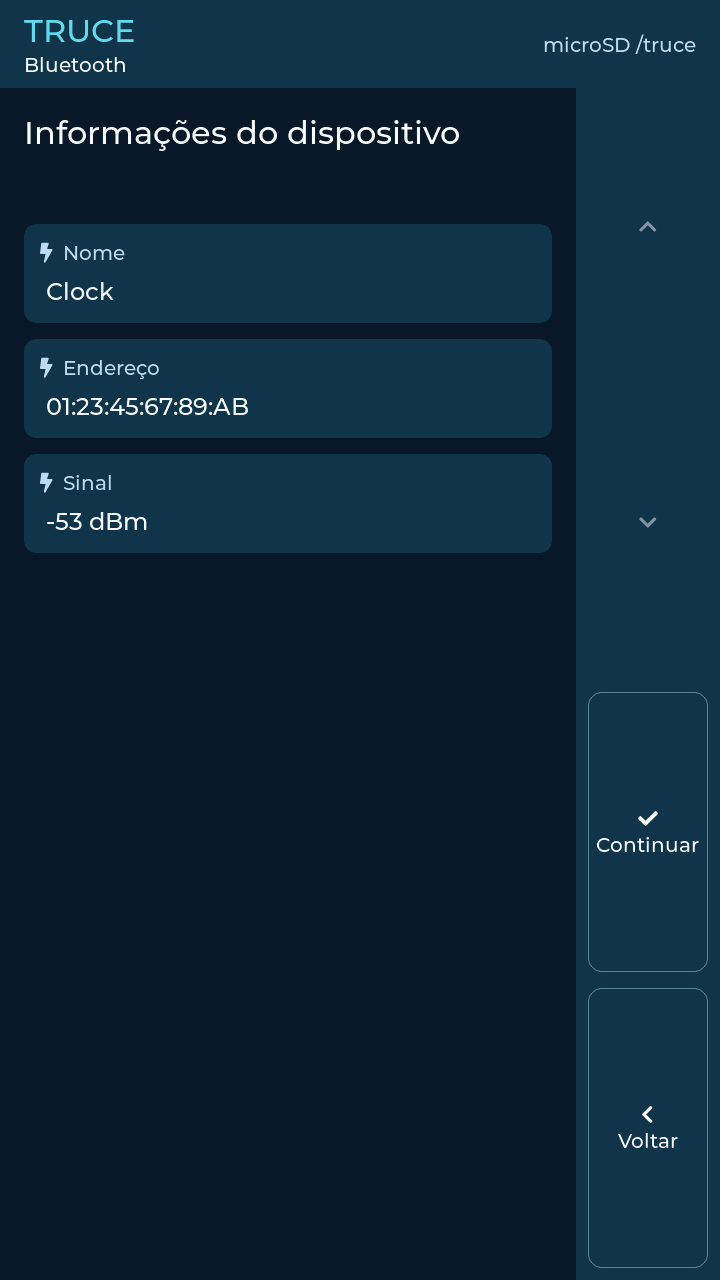 TRUCE
Bluetooth
microSD /truce
Informações do dispositivo
Nome
Clock
Endereço
01:23:45:67:89:AB
Sinal
-53 dBm
Continuar
Voltar